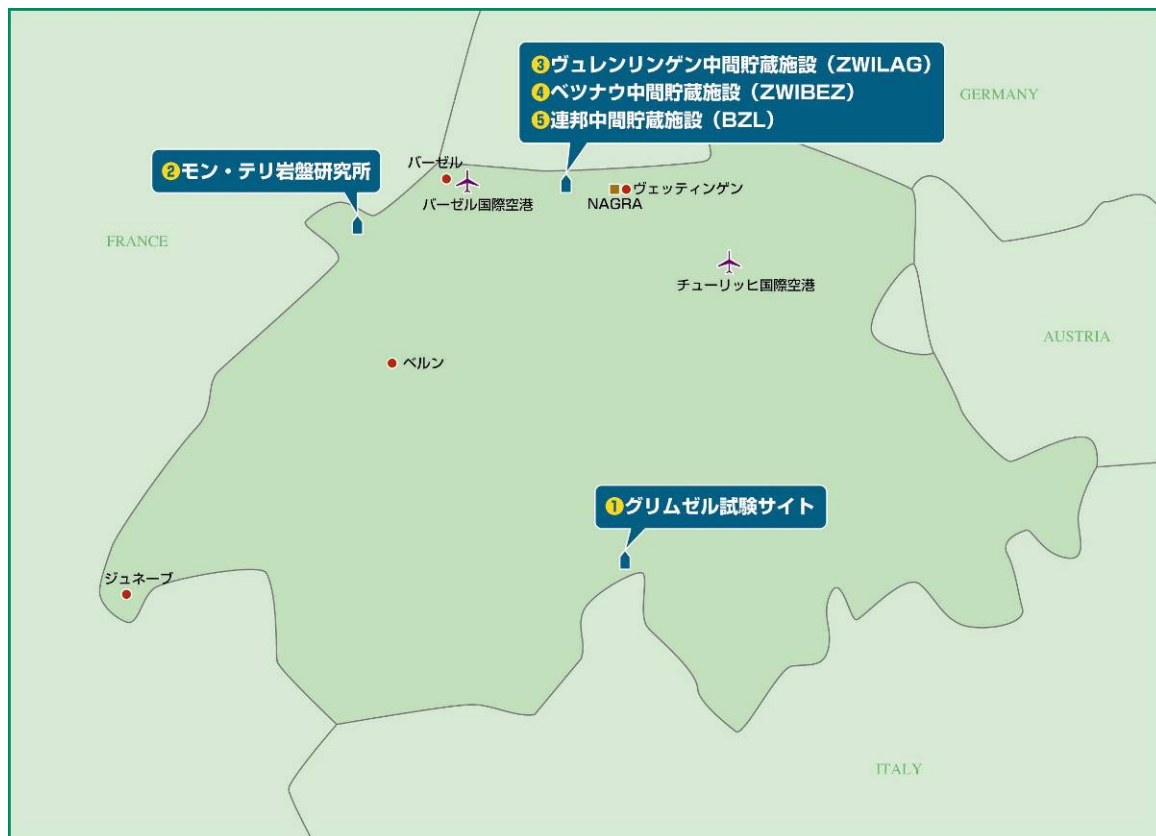 ❸ヴュレンリンゲン中間貯蔵施設（ZWILAG）
❹ベツナウ中間貯蔵施設（ZWIBEZ）
❺連邦中間貯蔵施設（BZL）
GERMANY
❷モン・テリ岩盤研究所
バーゼル
バーゼル国際空港
ヴェッティンゲン
NAGRA
FRANCE
チューリッヒ国際空港
AUSTRIA
ベルン
❶グリムゼル試験サイト
ジュネーブ
ITALY